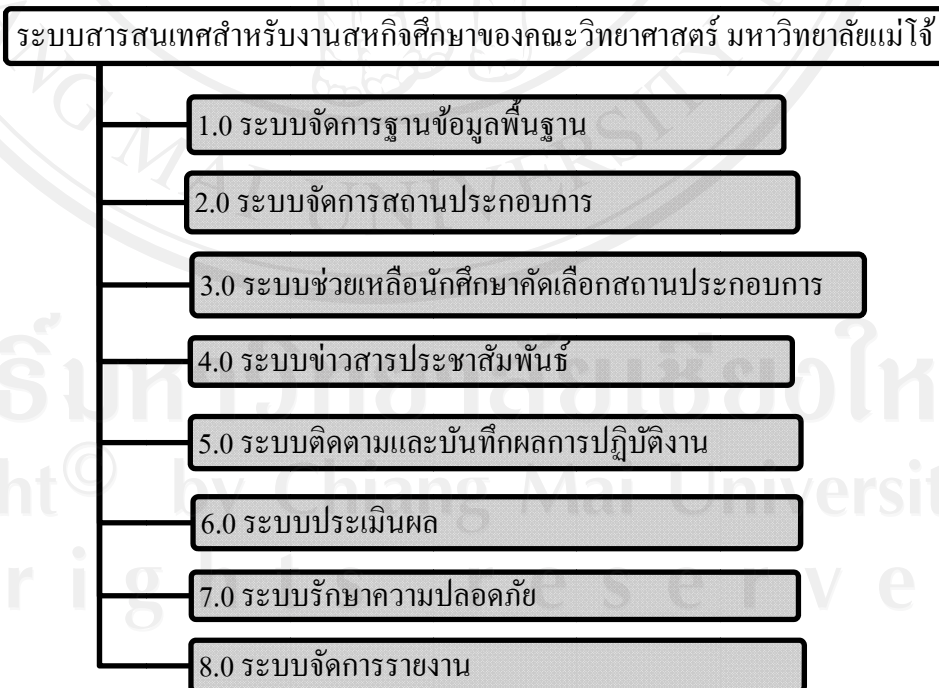 ระบบสารสนเทศสำหรับงานสหกิจศึกษาของคณะวิทยาศาสตร์ มหาวิทยาลัยแม่โจ้
1.0 ระบบจัดการฐานข้อมูลพื้นฐาน
2.0 ระบบจัดการสถานประกอบการ
3.0 ระบบช่วยเหลือนักศึกษาคัดเลือกสถานประกอบการ
4.0 ระบบข่าวสารประชาสัมพันธ์
5.0 ระบบติดตามและบันทึกผลการปฏิบัติงาน
6.0 ระบบประเมินผล
7.0 ระบบรักษาความปลอดภัย
8.0 ระบบจัดการรายงาน
NG MAI UNIVERSITY
by Chiang Mai Universit
rights reserve